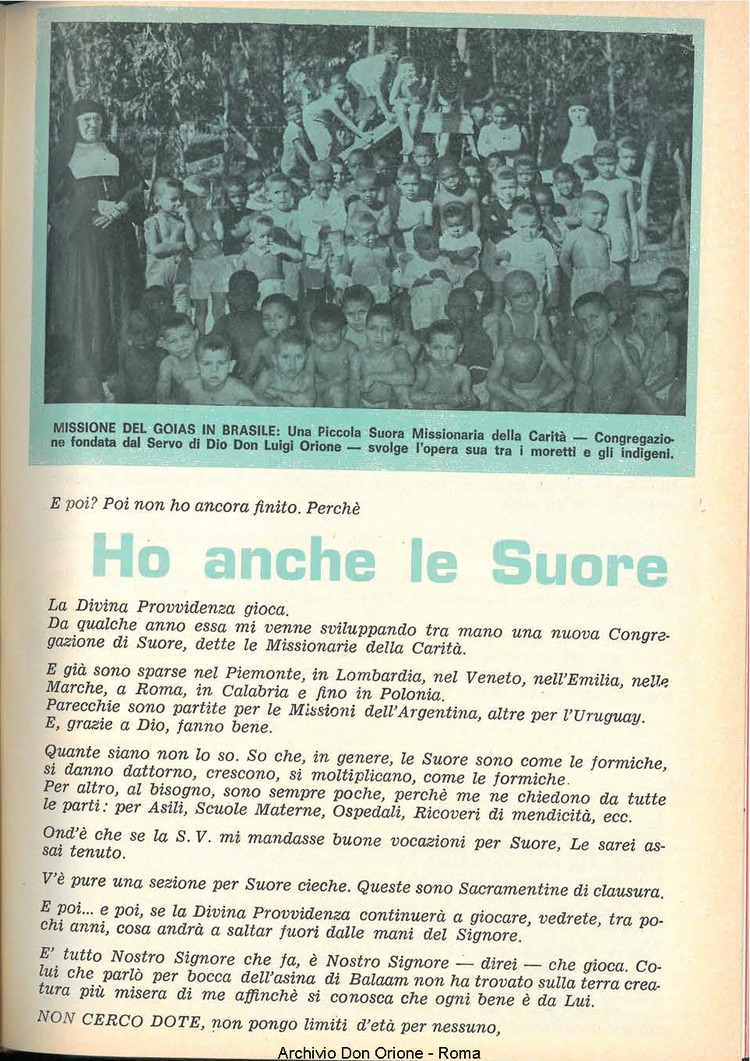 MISSIONE DEL GOIAS IN BRASILE: Una Piccola Suora Missionaria della Carità — Congregazio-
ne fondata dal Servo di Dio Don Luigi Orione — svolge l'opera sua tra i moretti e gli indigeni.
E poi? Poi non ho ancora finito. Perchè
Ho anche le Suore
La Divina Provvidenza gioca.
Da qualche anno essa mi venne sviluppando tra mano una nuova Congre-
gazione di Suore, dette le Missionarie della Carità.
E già sono sparse nel Piemonte, in Lombardia, nel Veneto, nell'Emilia, nelle
Marche, a Roma, in Calabria e fino in Polonia.
Parecchie sono partite per le Missioni dell'Argentina, altre per l'Uruguay.
E, grazie a Dio, fanno bene.
Quante siano non lo so. So che, in genere, le Suore sono come le formiche,
si danno dattorno, crescono, si moltiplicano, come le formiche.
Per altro, al bisogno, sono sempre poche, perchè me ne chiedono da tutte
le parti: per Asili, Scuole Materne, Ospedali, Ricoveri di mendicità, ecc.
Ond'è che se la S. V. mi mandasse buone vocazioni per Suore, Le sarei as-
sai tenuto.
V'è pure una sezione per Suore cieche. Queste sono Sacramentine di clausura.
E poi... e poi, se la Divina Provvidenza continuerà a giocare, vedrete, tra po-
chi anni, cosa andrà a saltar fuori dalle mani del Signore.
E' tutto Nostro Signore che fa, è Nostro Signore — direi — che gioca. Co-
lui che parlò per bocca dell'asina di Balaam non ha trovato sulla terra crea-
tura più misera di me affinchè si conosca che ogni bene è da Lui.
NON CERCO DOTE, non pongo limiti d'età per nessuno,
Archivio Don Orione - Roma